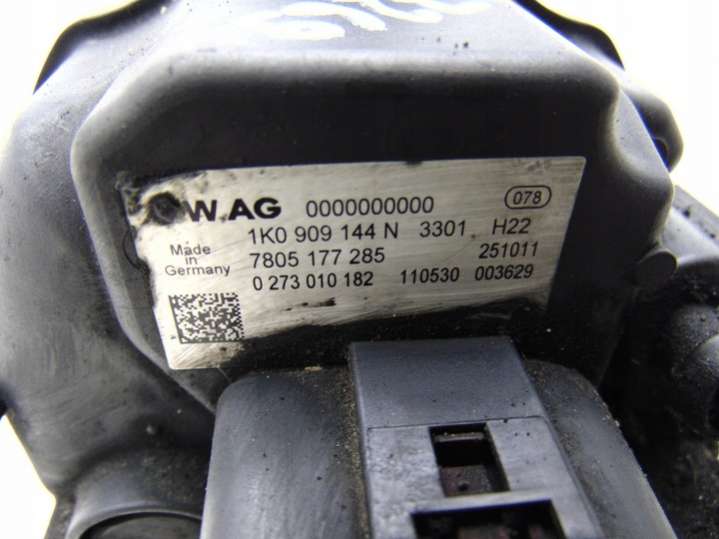 W.AG 0000000000 078
1K0 909 144 N 3301 H22
Made in Germany 7805 177 285 251011
0 273 010 182 110530 003629